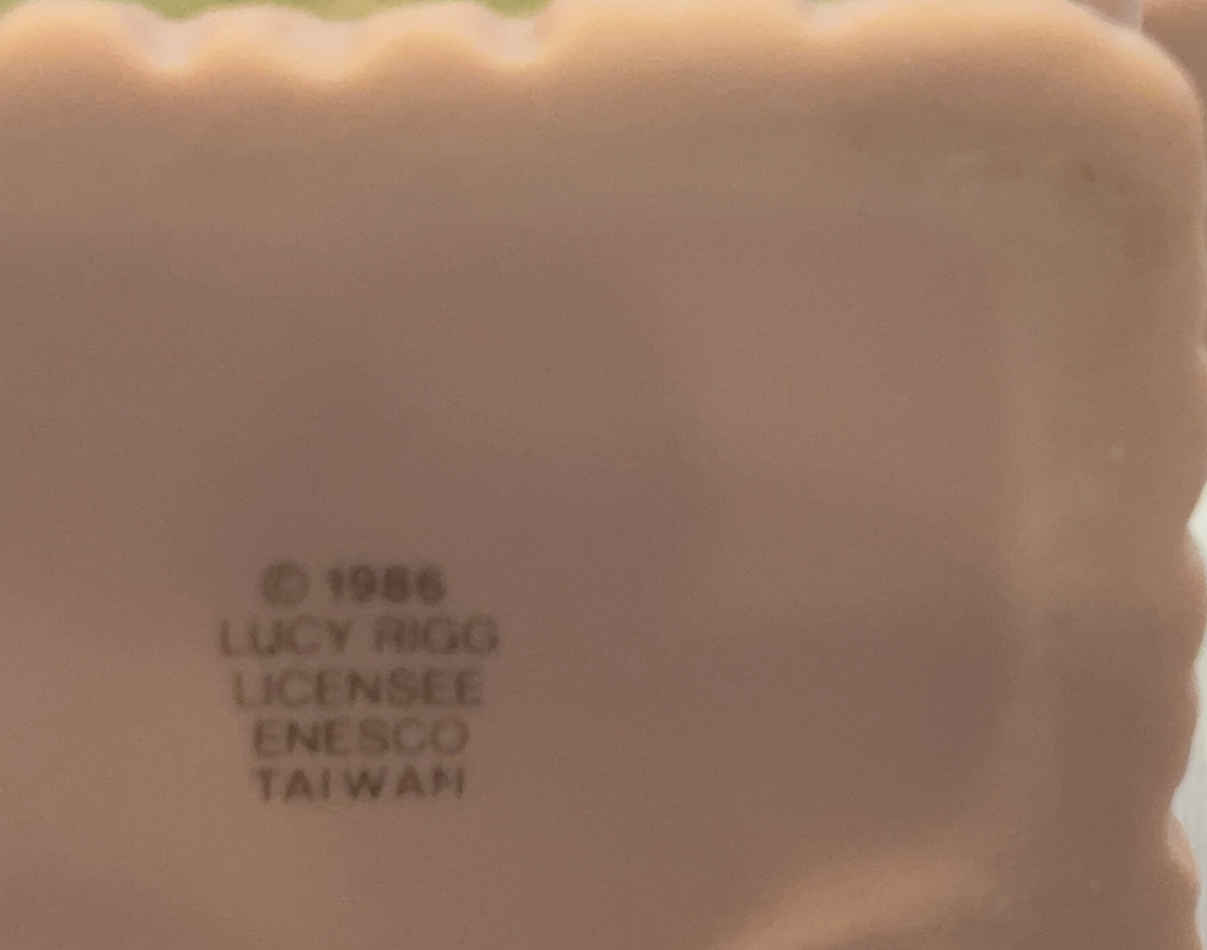 © 1986
LUCY RIGG
LICENSEE
ENESCO
TAIWAN